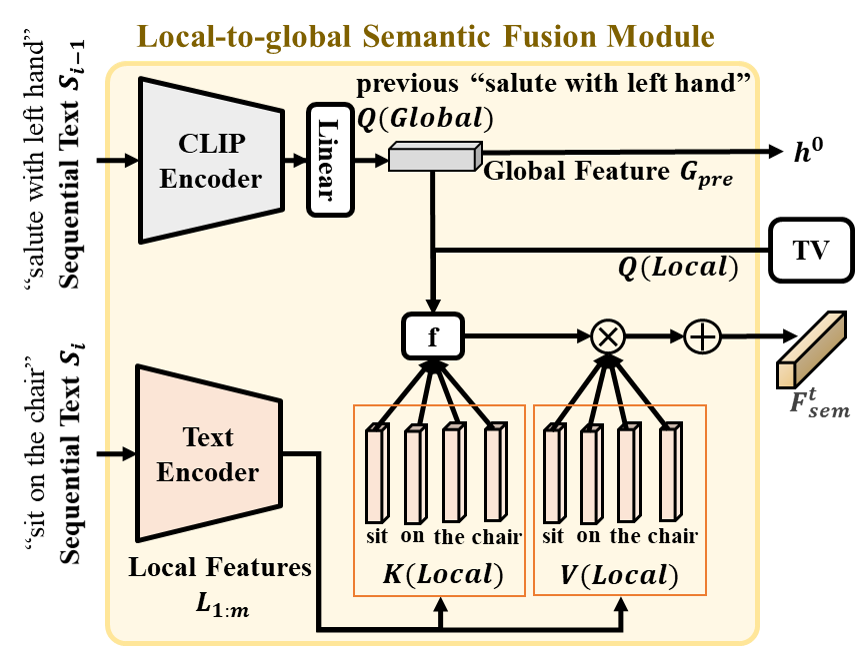 Local-to-global Semantic Fusion Module
“salute with left hand”
Sequential Text S_{i-1}
CLIP
Encoder
Linear
previous “salute with left hand”
Q(Global)
Global Feature G_{pre}
h^0
TV
Q(Local)
f
F^t_{sem}
“sit on the chair”
Sequential Text S_i
Text
Encoder
Local Features
L_{1:m}
sit on the chair
K(Local)
sit on the chair
V(Local)